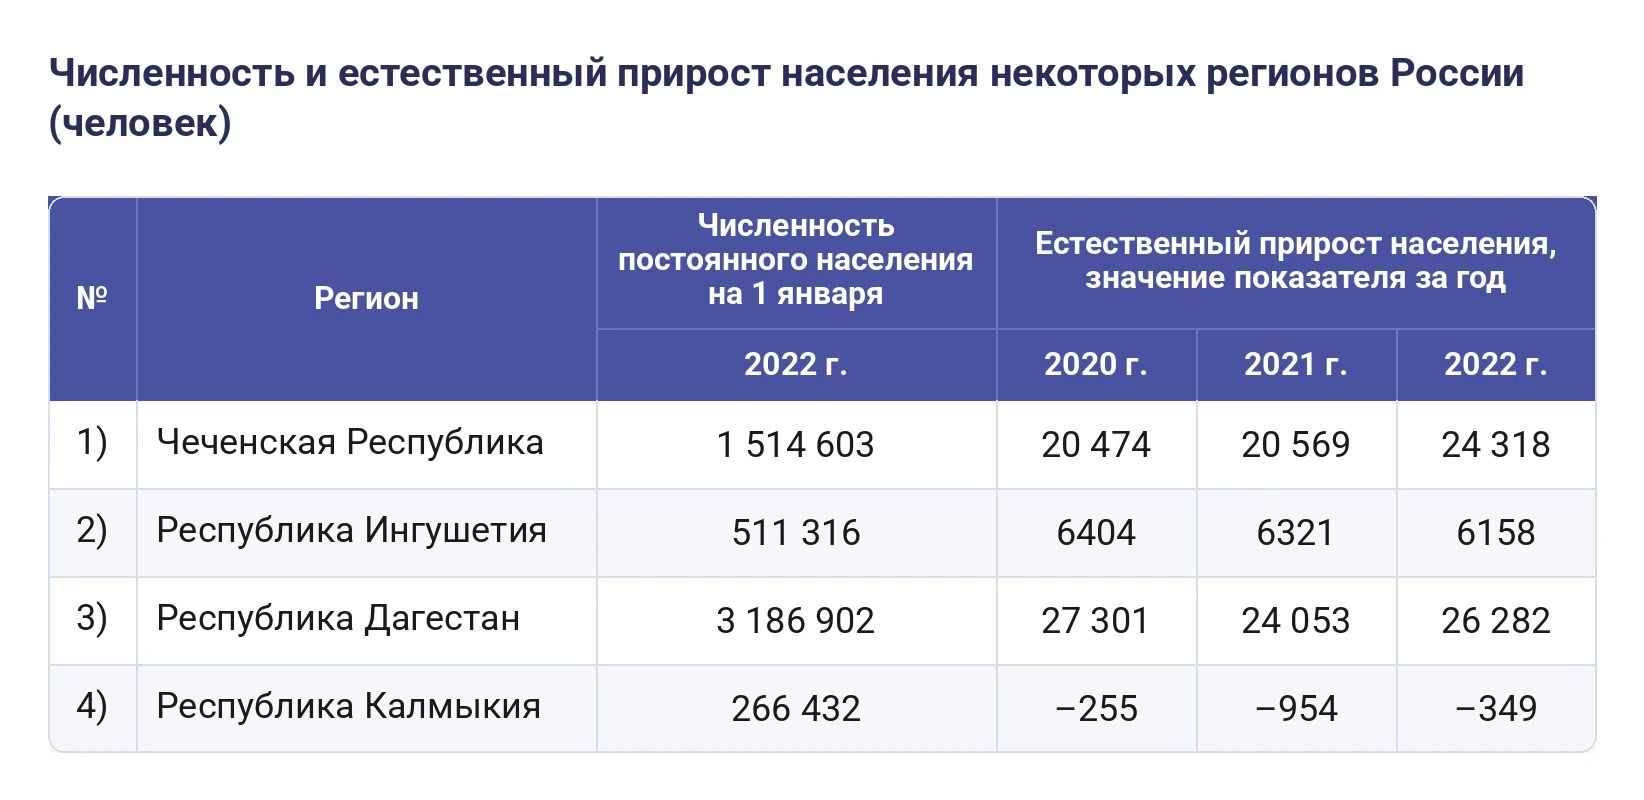 Численность и естественный прирост населения некоторых регионов России
(человек)
№
Регион
Численность
постоянного населения
на 1 января
Естественный прирост населения,
значение показателя за год
2022 г.
2020 г.
2021 г.
2022 г.
1) Чеченская Республика 1 514 603 20 474 20 569 24 318
2) Республика Ингушетия 511 316 6404 6321 6158
3) Республика Дагестан 3 186 902 27 301 24 053 26 282
4) Республика Калмыкия 266 432 −255 −954 −349